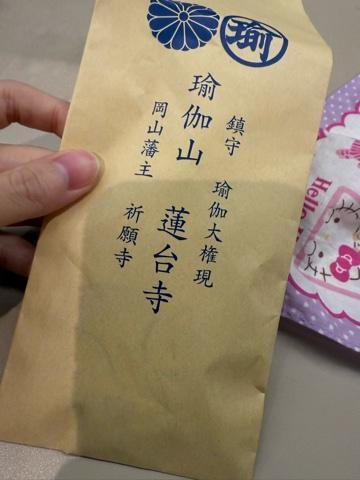 瑜
鎮守 瑜伽大権現
瑜伽山 蓮台寺
岡山藩主 祈願寺
Hello